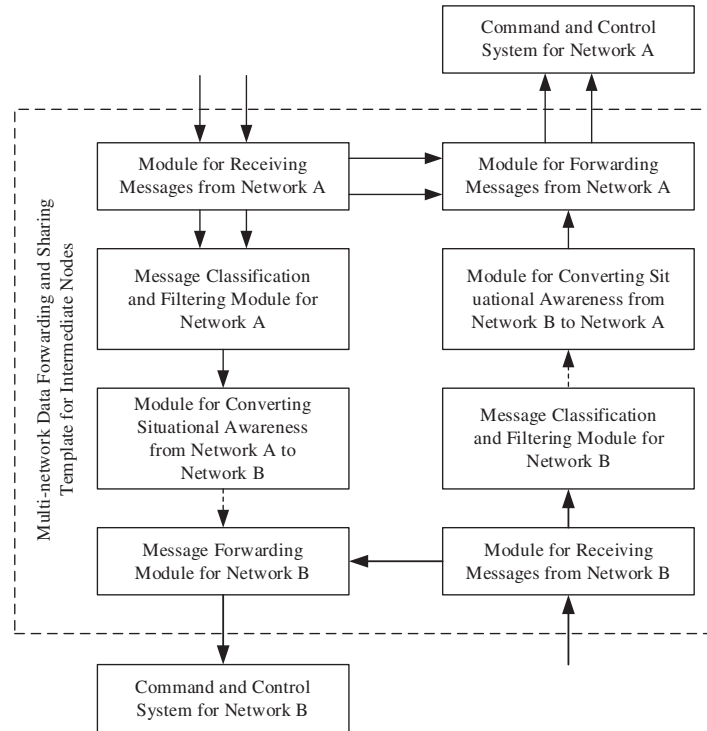 Command and Control
System for Network A
Multi-network Data Forwarding and Sharing
Template for Intermediate Nodes
Module for Receiving
Messages from Network A
Module for Forwarding
Messages from Network A
Message Classification
and Filtering Module for
Network A
Module for Converting Sit
uational Awareness from
Network B to Network A
Module for Converting
Situational Awareness
from Network A to
Network B
Message Classification
and Filtering Module for
Network B
Message Forwarding
Module for Network B
Module for Receiving
Messages from Network B
Command and Control
System for Network B